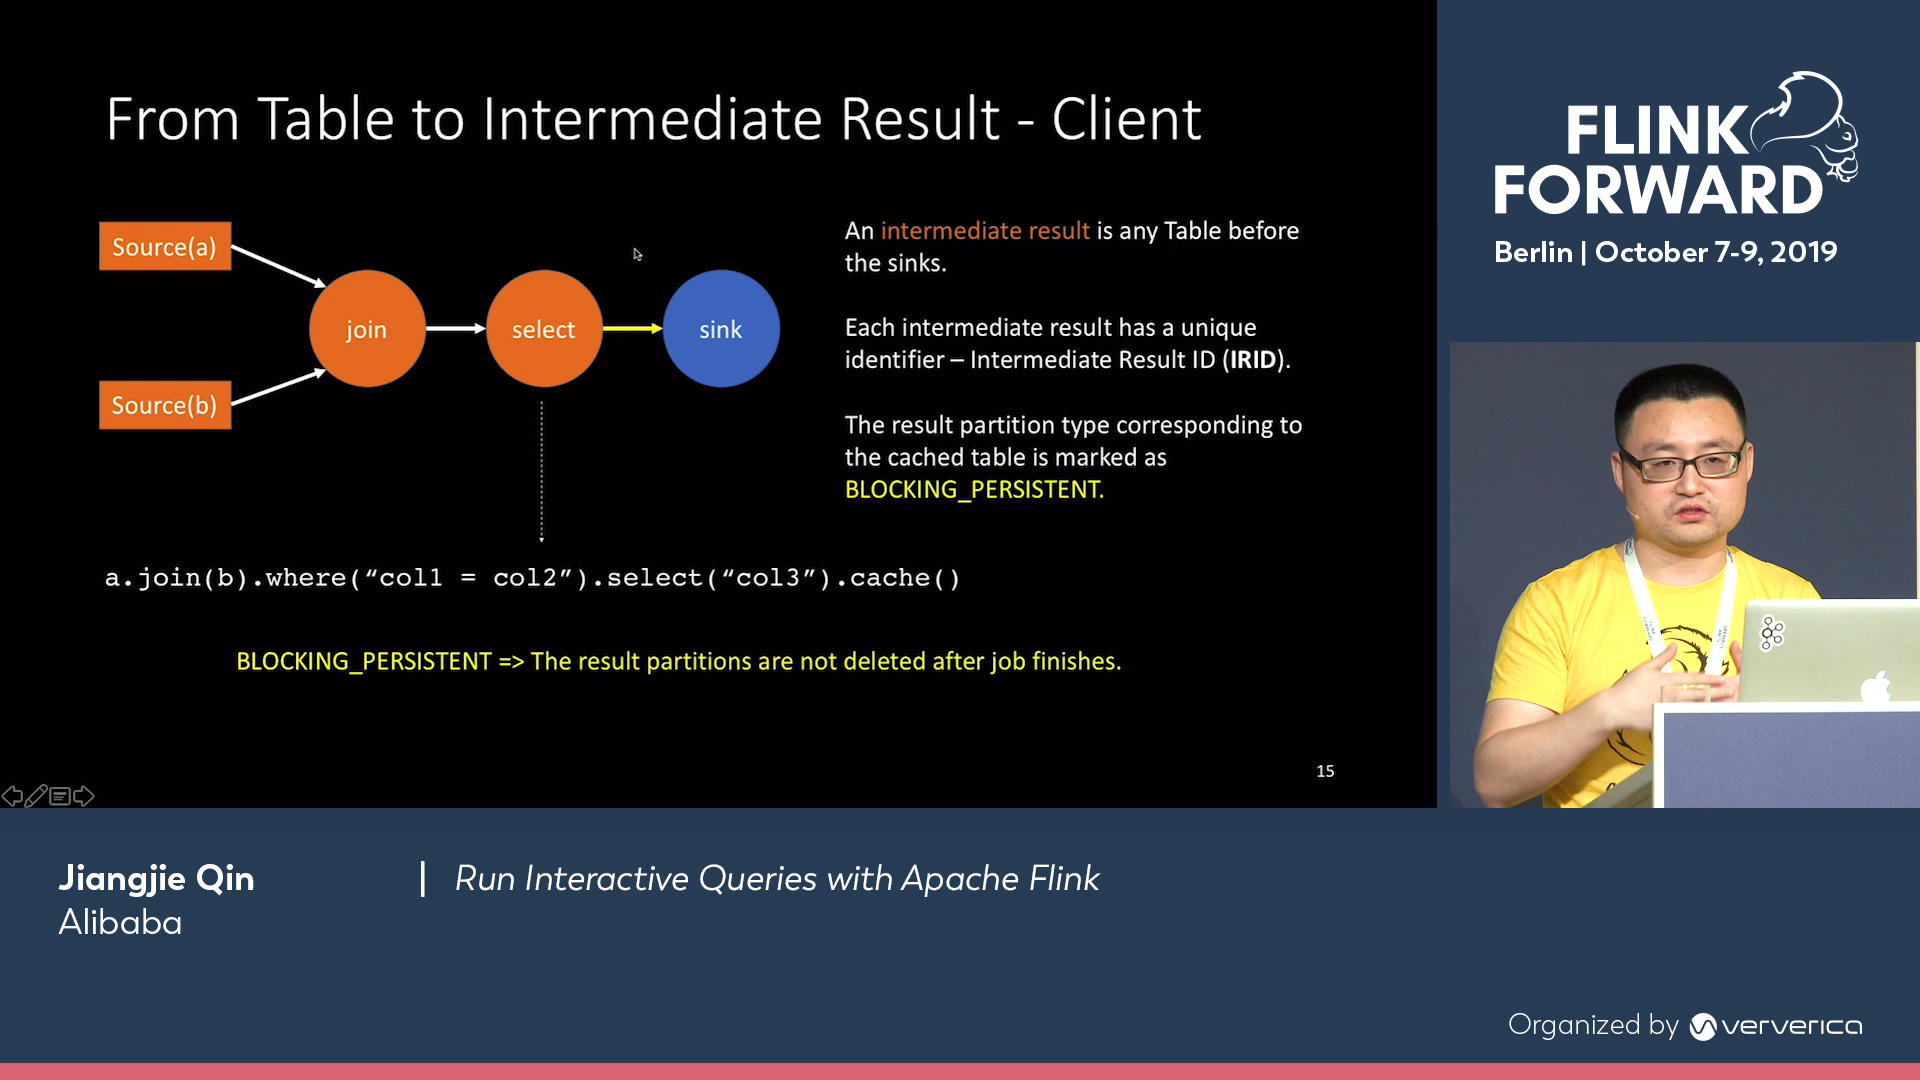 From Table to Intermediate Result - Client
Source(a)
Source(b)
join
select
sink
An intermediate result is any Table before
the sinks.
Each intermediate result has a unique
identifier – Intermediate Result ID (IRID).
The result partition type corresponding to
the cached table is marked as
BLOCKING_PERSISTENT.
a.join(b).where(“col1 = col2”).select(“col3”).cache()
BLOCKING_PERSISTENT => The result partitions are not deleted after job finishes.
15
FLINK
FORWARD
Berlin | October 7-9, 2019
Jiangjie Qin
Alibaba
| Run Interactive Queries with Apache Flink
Organized by ververica